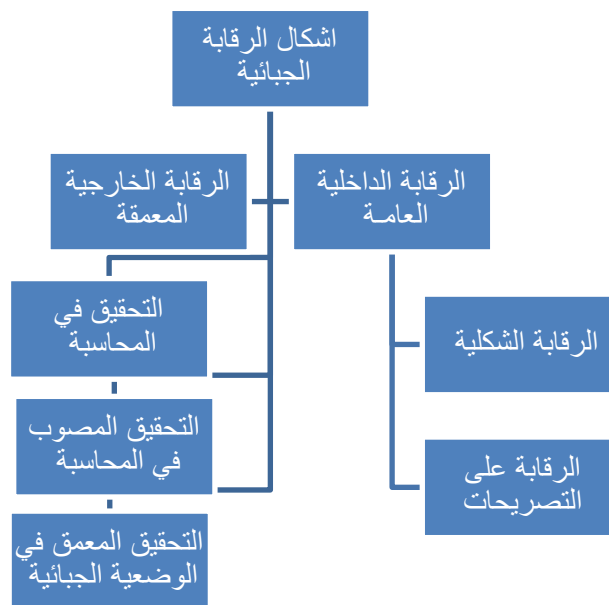 اشكال الرقابة
الجبائية
الرقابة الداخلية
العامـة
الرقابة الخارجية
المعمقة
الرقابة الشكلية
الرقابة على
التصريحات
التحقيق في
المحاسبة
التحقيق المصوب
في المحاسبة
التحقيق المعمق في
الوضعية الجبائية